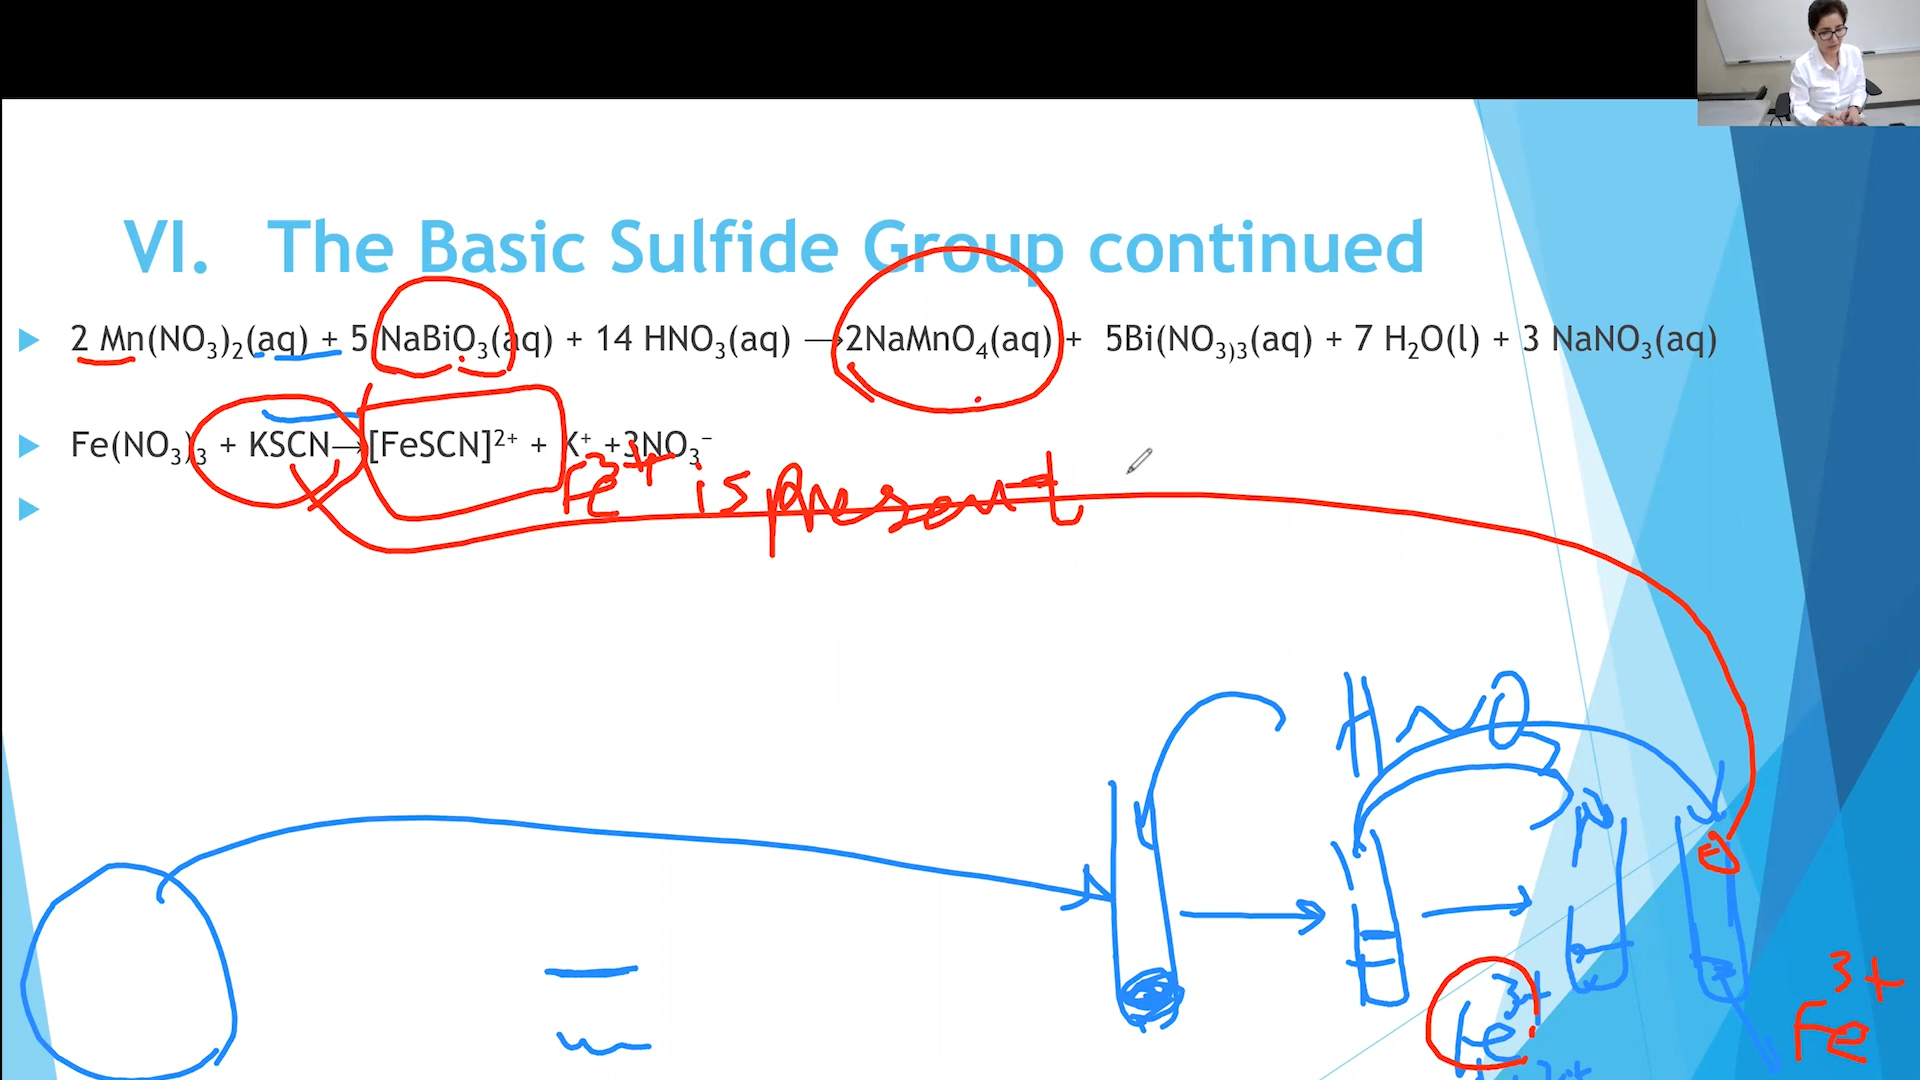 VI. The Basic Sulfide Group continued
2 Mn(NO₃)₂(aq) + 5 NaBiO₃(aq) + 14 HNO₃(aq) →2NaMnO₄(aq) + 5Bi(NO₃)₃(aq) + 7 H₂O(l) + 3 NaNO₃(aq)
Fe(NO₃)₃ + KSCN→[FeSCN]²⁺ + K⁺ +3NO₃⁻
Fe³⁺ is present
HNO
Fe³⁺
Fe³⁺